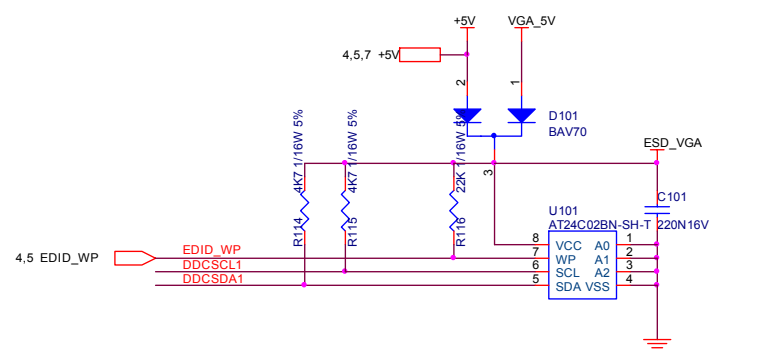 +5V
VGA_5V
4,5,7 +5V
2
1
D101
BAV70
4K7 1/16W 5%
4K7 1/16W 5%
22K 1/16W 5%
3
ESD_VGA
C101
220N16V
U101
AT24C02BN-SH-T
R114
R115
R116
8
VCC A0
1
4,5 EDID_WP
EDID_WP
7
WP A1
2
DDCSCL1
6
SCL A2
3
DDCSDA1
5
SDA VSS
4